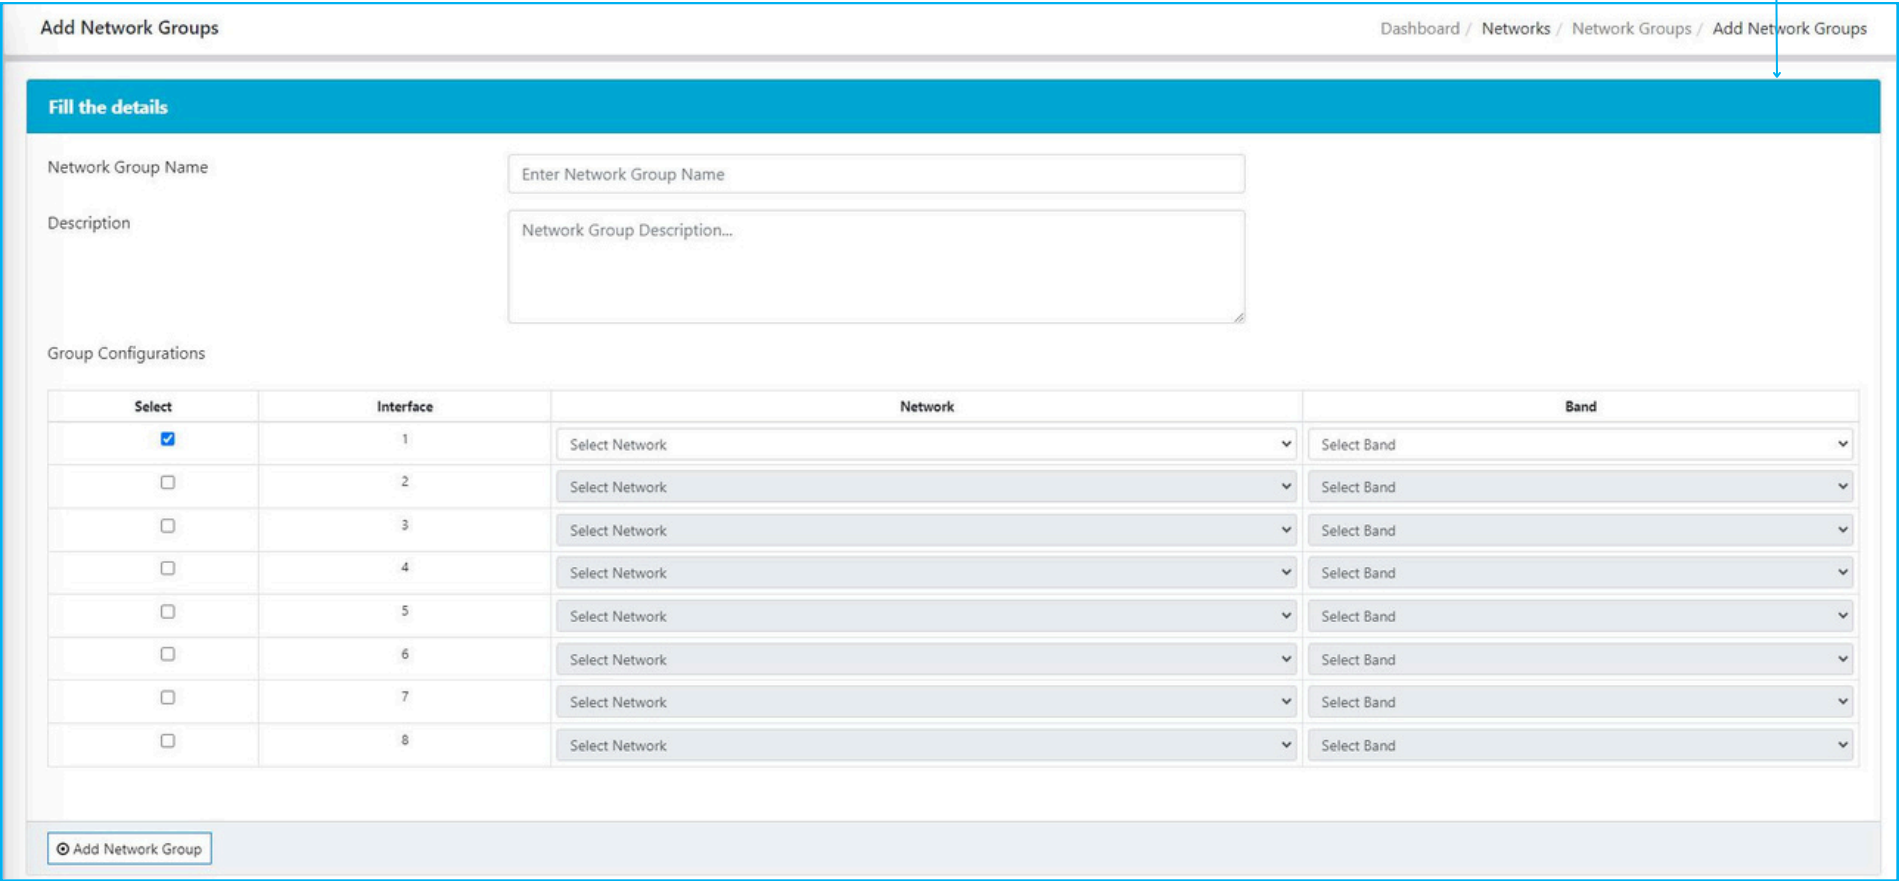 Add Network Groups
Dashboard / Networks / Network Groups / Add Network Groups
Fill the details
Network Group Name
Enter Network Group Name
Description
Network Group Description...
Group Configurations
Select Interface Network Band
1 Select Network Select Band
2 Select Network Select Band
3 Select Network Select Band
4 Select Network Select Band
5 Select Network Select Band
6 Select Network Select Band
7 Select Network Select Band
8 Select Network Select Band
Add Network Group